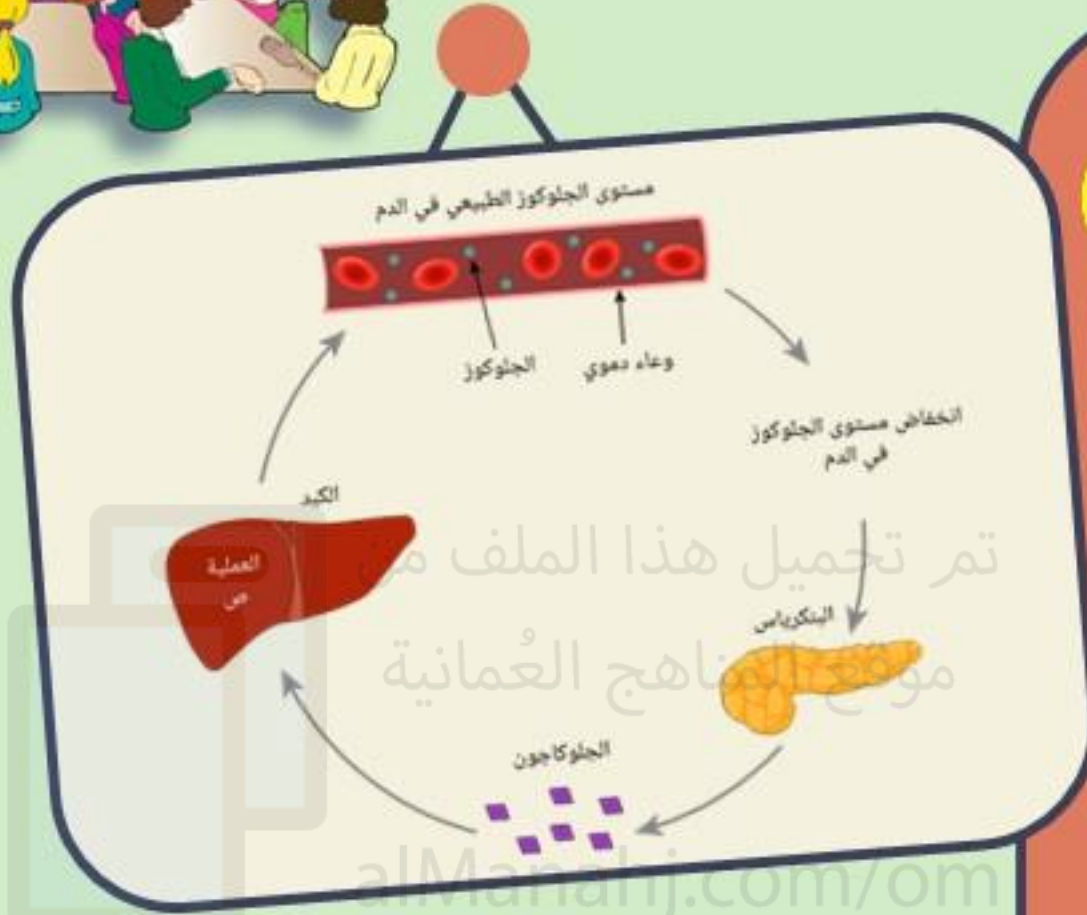 مستوى الجلوكوز الطبيعي في الدم
الجلوكوز
وعاء دموي
انخفاض مستوى الجلوكوز
في الدم
البنكرياس
الجلوكاجون
الكبد
العملية
ص
تم تحميل هذا الملف من
موقع المناهج العُمانية
alManahj.com/om